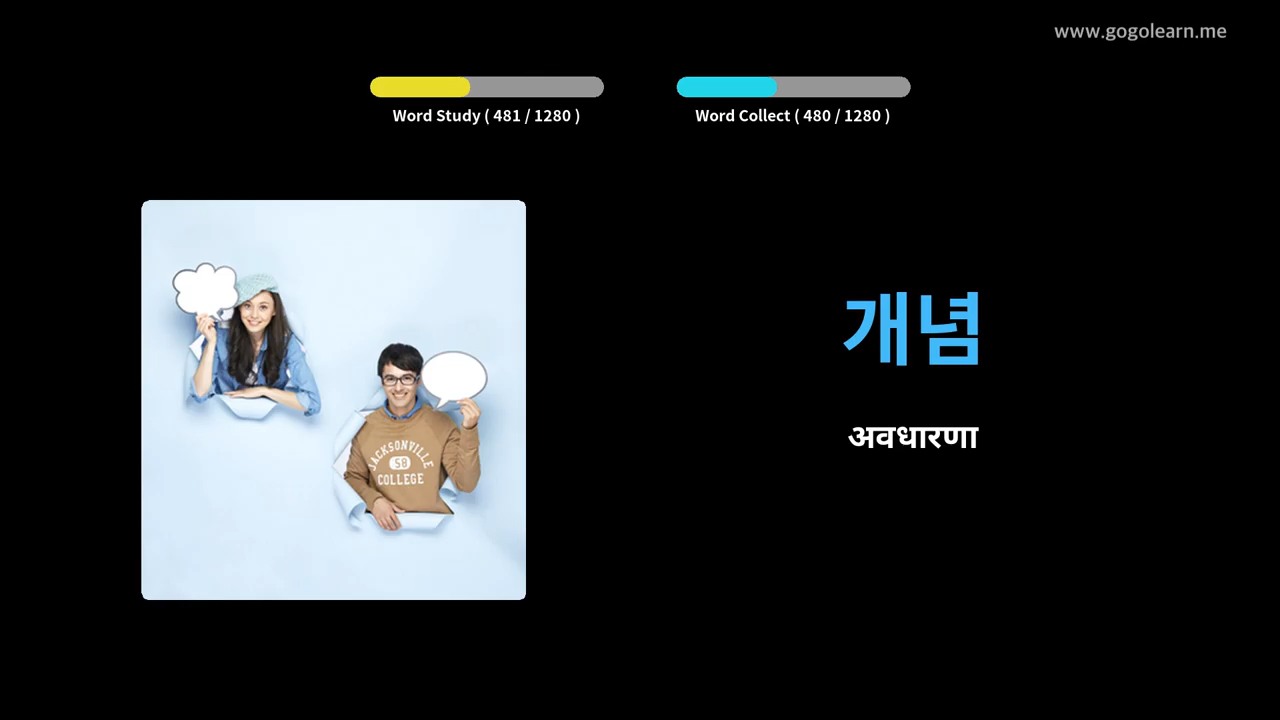 www.gogolearn.me
Word Study ( 481 / 1280 )
Word Collect ( 480 / 1280 )
개념
अवधारणा
JACKSONVILLE
58
COLLEGE